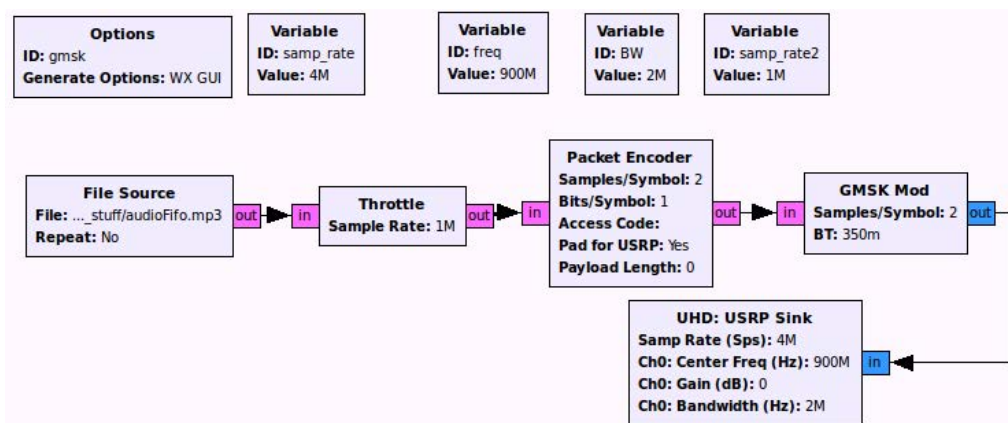 Options
ID: gmsk
Generate Options: WX GUI
Variable
ID: samp_rate
Value: 4M
Variable
ID: freq
Value: 900M
Variable
ID: BW
Value: 2M
Variable
ID: samp_rate2
Value: 1M
File Source
File: ..._stuff/audioFifo.mp3
Repeat: No
out
in
Throttle
Sample Rate: 1M
out
in
Packet Encoder
Samples/Symbol: 2
Bits/Symbol: 1
Access Code:
Pad for USRP: Yes
Payload Length: 0
out
in
GMSK Mod
Samples/Symbol: 2
BT: 350m
out
UHD: USRP Sink
Samp Rate (Sps): 4M
Ch0: Center Freq (Hz): 900M
Ch0: Gain (dB): 0
Ch0: Bandwidth (Hz): 2M
in